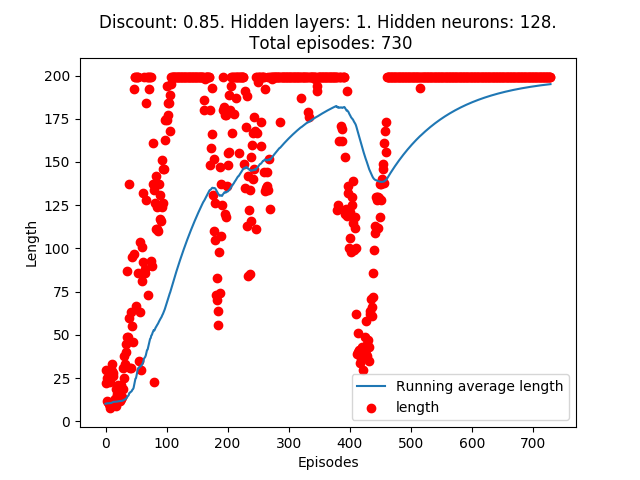 Discount: 0.85. Hidden layers: 1. Hidden neurons: 128.
Total episodes: 730
200
175
150
125
100
75
50
25
0
Length
0 100 200 300 400 500 600 700
Episodes
Running average length
length